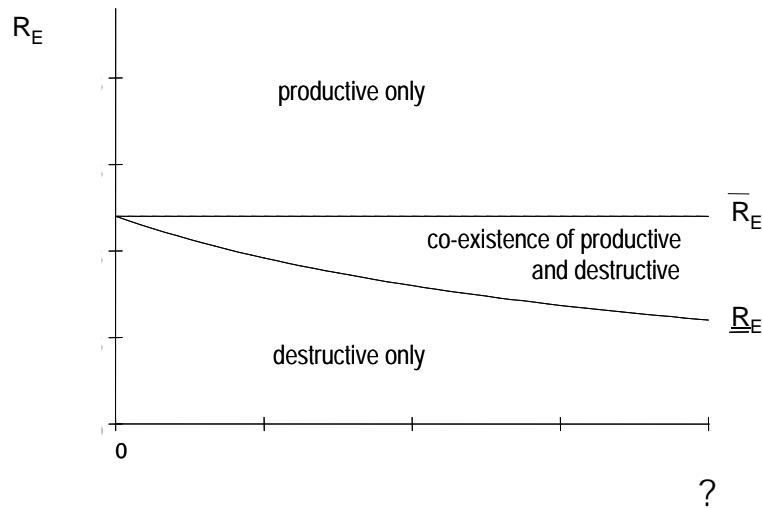 R_E
productive only
R̅_E
co-existence of productive
and destructive
R̲_E
destructive only
0
?